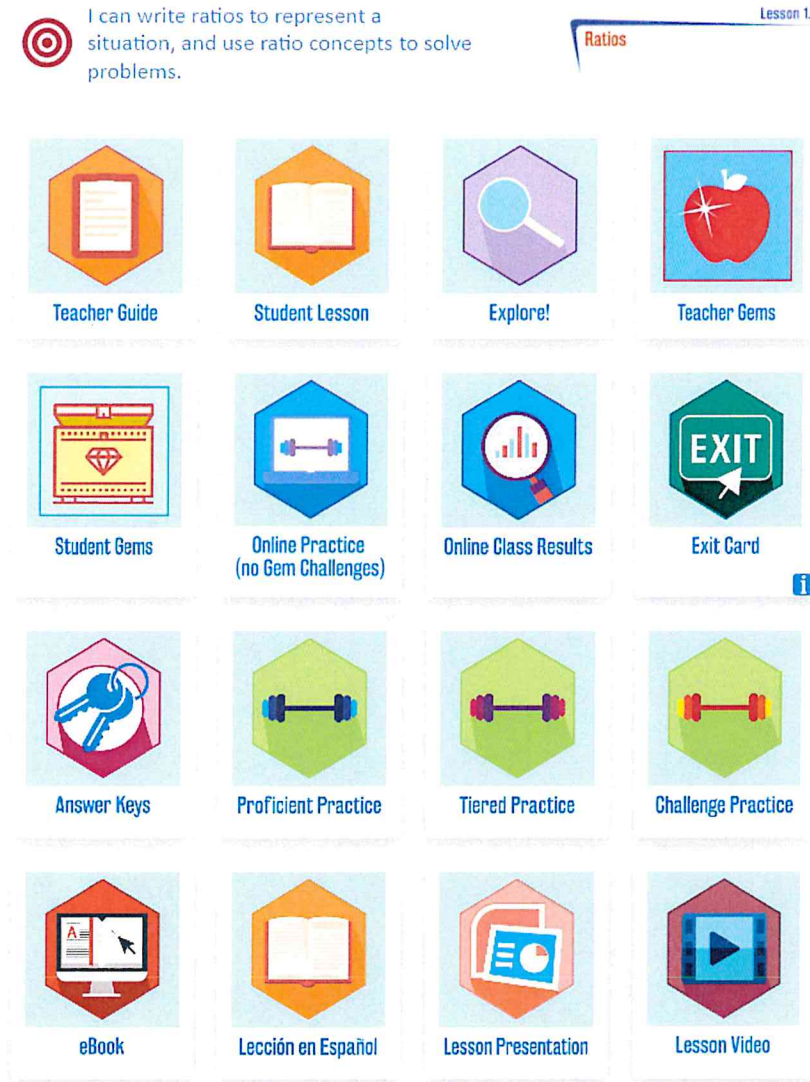 I can write ratios to represent a
situation, and use ratio concepts to solve
problems.
Lesson 1.
Ratios
Teacher Guide
Student Lesson
Explore!
Teacher Gems
Student Gems
Online Practice
(no Gem Challenges)
Online Class Results
EXIT
Exit Card
i
Answer Keys
Proficient Practice
Tiered Practice
Challenge Practice
A
eBook
Lección en Español
Lesson Presentation
Lesson Video